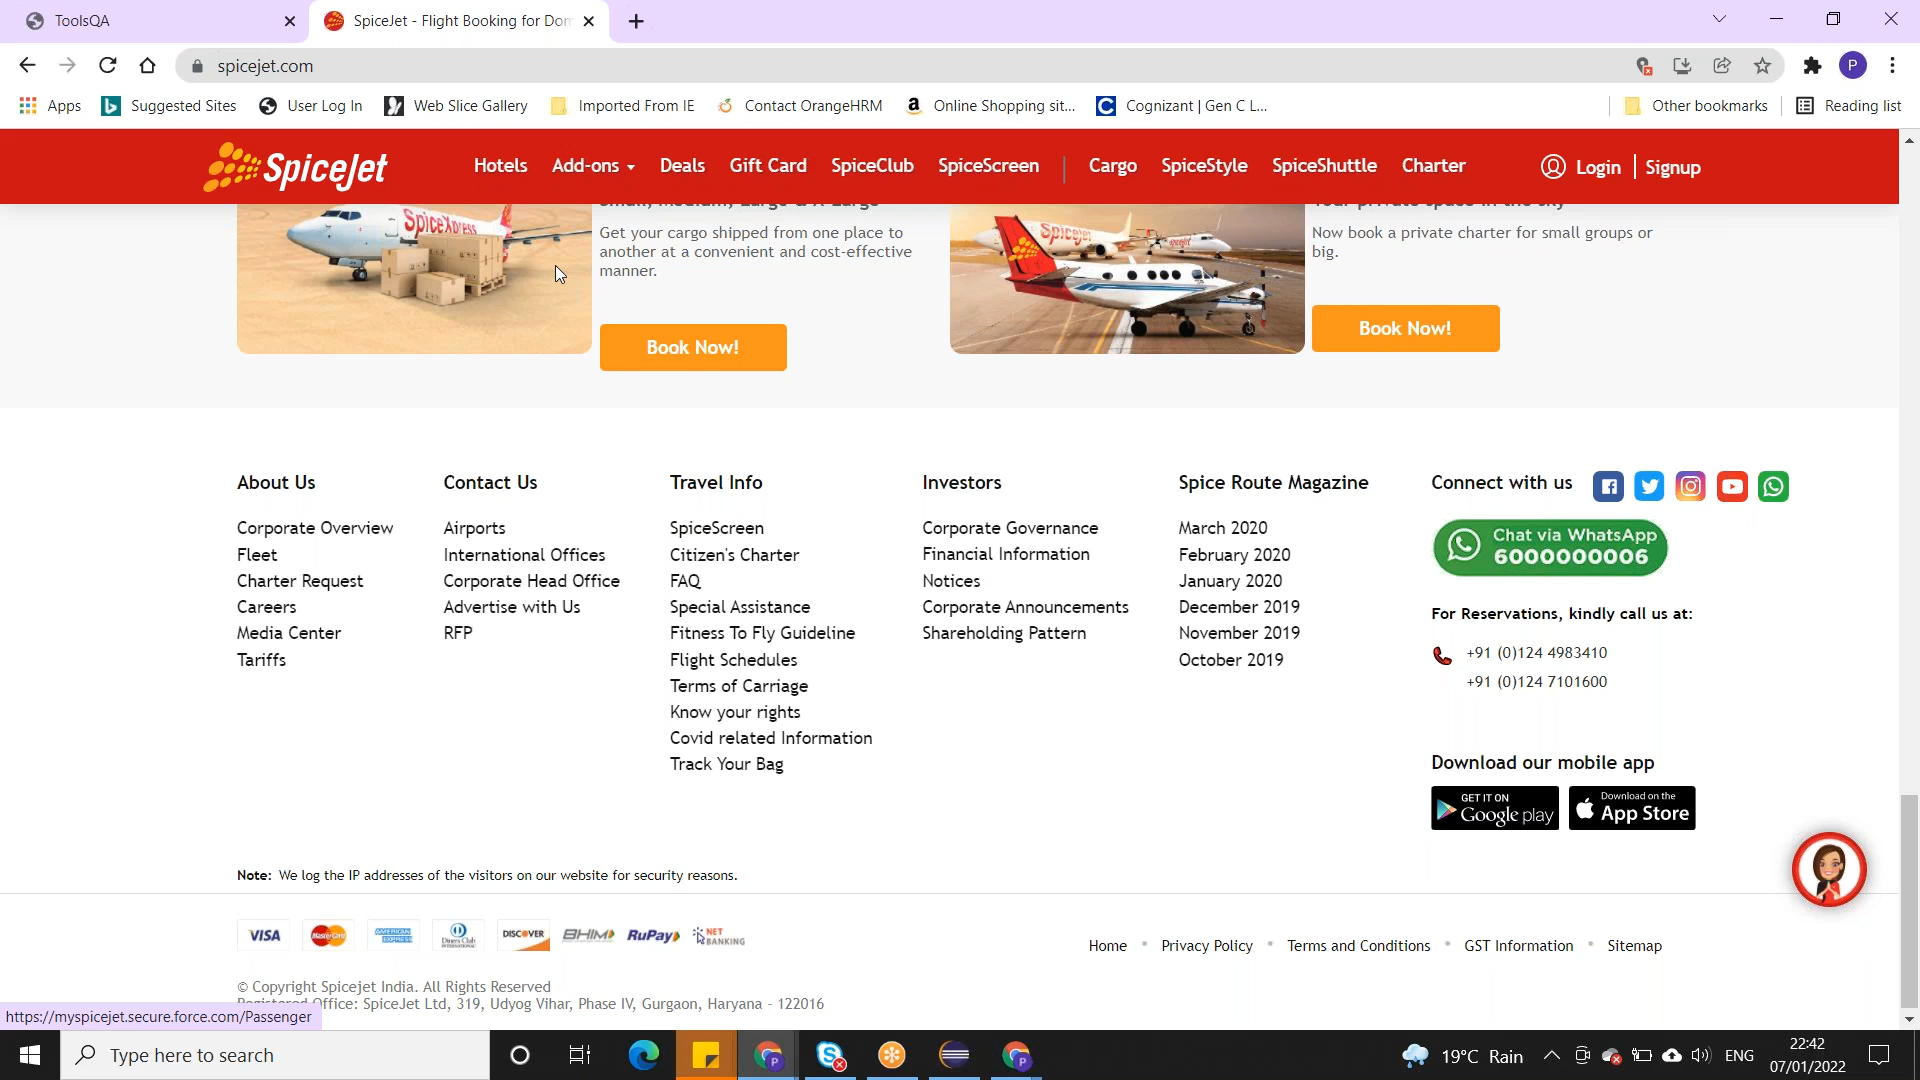 ToolsQA
SpiceJet - Flight Booking for Dom
spicejet.com
P
Apps
Suggested Sites
User Log In
Web Slice Gallery
Imported From IE
Contact OrangeHRM
Online Shopping sit...
Cognizant | Gen C L...
Other bookmarks
Reading list
SpiceJet
Hotels
Add-ons
Deals
Gift Card
SpiceClub
SpiceScreen
Cargo
SpiceStyle
SpiceShuttle
Charter
Login
Signup
SpiceXpress
Small, Medium, Large & X-Large
Get your cargo shipped from one place to
another at a convenient and cost-effective
manner.
Book Now!
Spicejet
Your private space in the sky
Now book a private charter for small groups or
big.
Book Now!
About Us
Corporate Overview
Fleet
Charter Request
Careers
Media Center
Tariffs
Contact Us
Airports
International Offices
Corporate Head Office
Advertise with Us
RFP
Travel Info
SpiceScreen
Citizen's Charter
FAQ
Special Assistance
Fitness To Fly Guideline
Flight Schedules
Terms of Carriage
Know your rights
Covid related Information
Track Your Bag
Investors
Corporate Governance
Financial Information
Notices
Corporate Announcements
Shareholding Pattern
Spice Route Magazine
March 2020
February 2020
January 2020
December 2019
November 2019
October 2019
Connect with us
Chat via WhatsApp
6000000006
For Reservations, kindly call us at:
+91 (0)124 4983410
+91 (0)124 7101600
Download our mobile app
GET IT ON
Google play
Download on the
App Store
Note: We log the IP addresses of the visitors on our website for security reasons.
VISA
MasterCard
AMERICAN EXPRESS
Diners Club
INTERNATIONAL
DISCOVER
BHIM
RuPay
NET
BANKING
Home
Privacy Policy
Terms and Conditions
GST Information
Sitemap
© Copyright Spicejet India. All Rights Reserved
Registered Office: SpiceJet Ltd, 319, Udyog Vihar, Phase IV, Gurgaon, Haryana - 122016
https://myspicejet.secure.force.com/Passenger
Type here to search
19°C Rain
ENG
22:42
07/01/2022